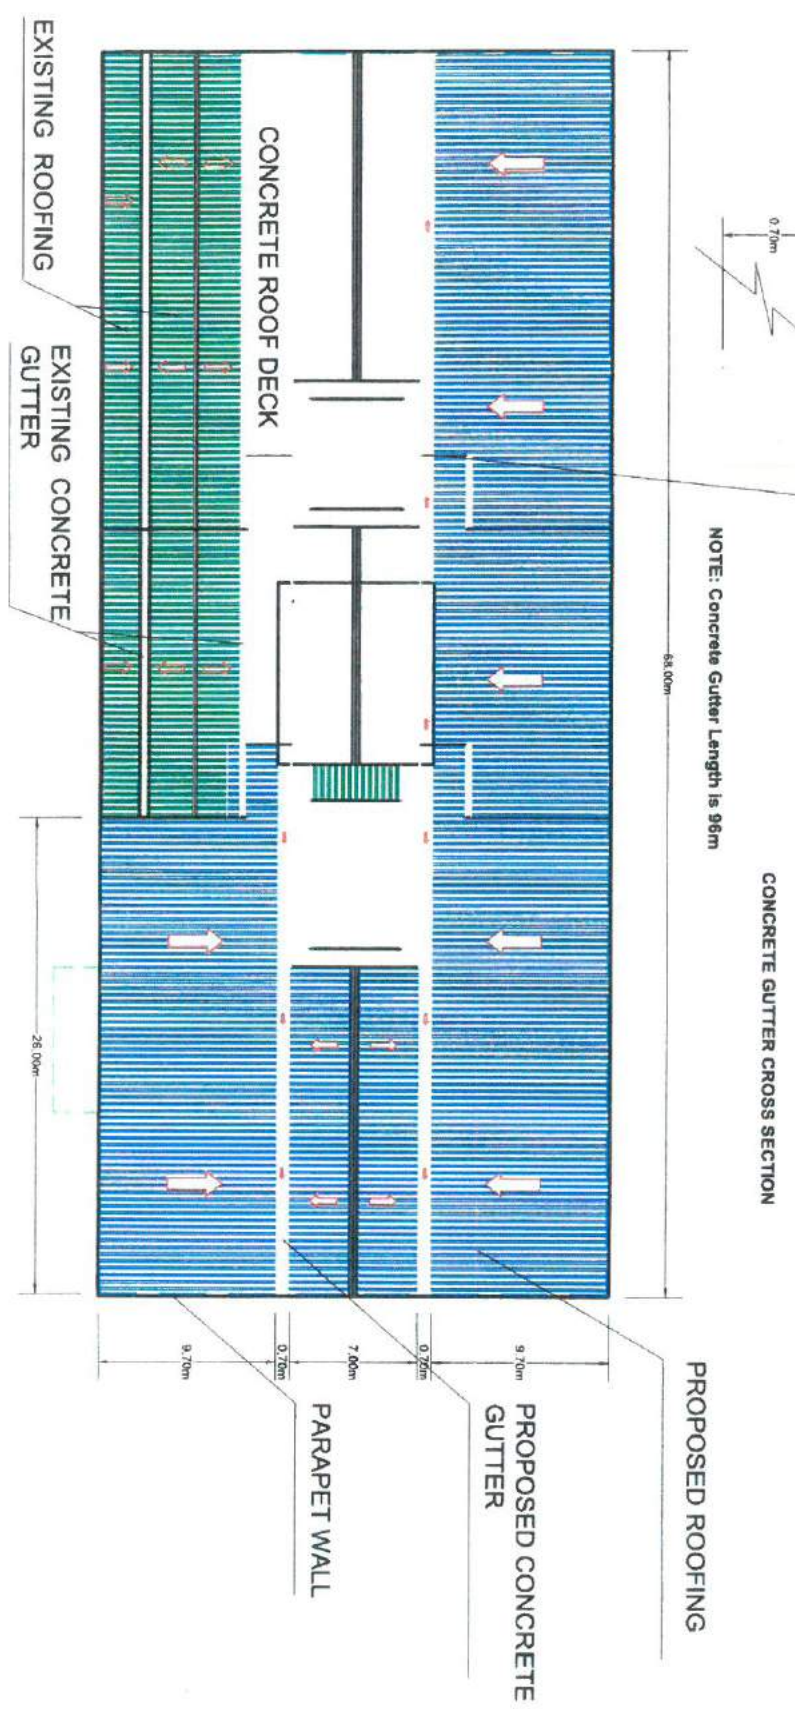 0.70m
CONCRETE GUTTER CROSS SECTION
NOTE: Concrete Gutter Length is 96m
68.00m
CONCRETE ROOF DECK
EXISTING ROOFING
EXISTING CONCRETE
GUTTER
26.00m
9.70m
0.70m
7.00m
0.70m
9.70m
PROPOSED ROOFING
PROPOSED CONCRETE
GUTTER
PARAPET WALL